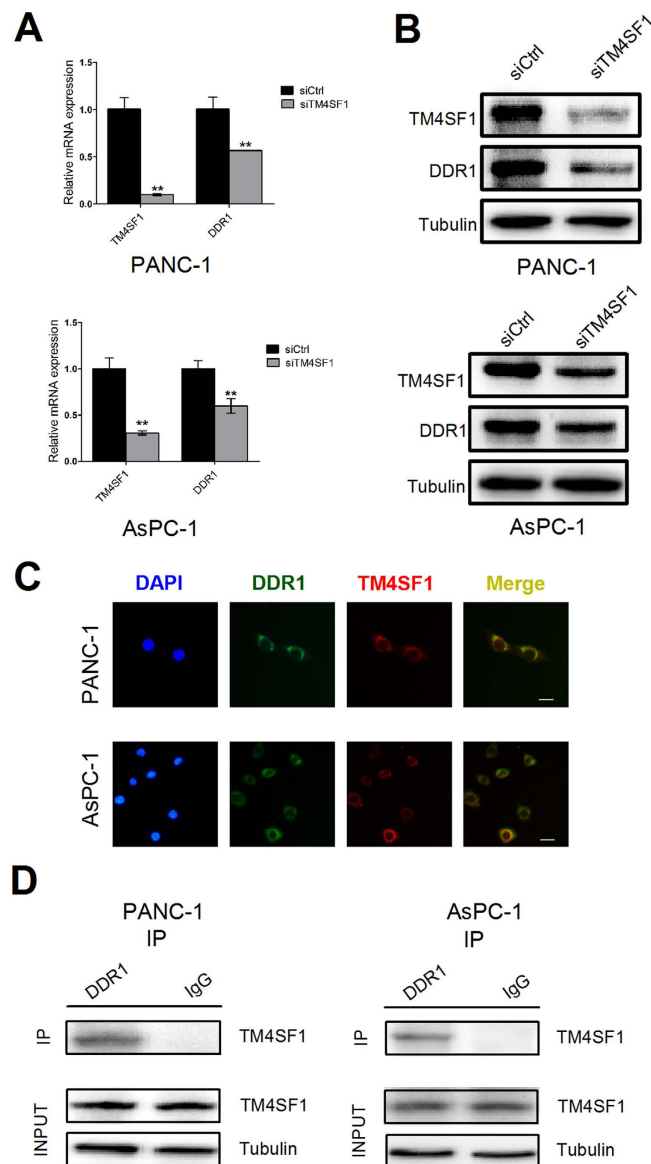 A
Relative mRNA expression
1.5
1.0
0.5
0.0
siCtrl
siTM4SF1
**
**
TM4SF1
DDR1
PANC-1
Relative mRNA expression
1.5
1.0
0.5
0.0
siCtrl
siTM4SF1
**
**
TM4SF1
DDR1
AsPC-1
B
siCtrl
siTM4SF1
TM4SF1
DDR1
Tubulin
PANC-1
siCtrl
siTM4SF1
TM4SF1
DDR1
Tubulin
AsPC-1
C
DAPI
DDR1
TM4SF1
Merge
PANC-1
AsPC-1
D
PANC-1
IP
DDR1
IgG
IP
TM4SF1
INPUT
TM4SF1
Tubulin
AsPC-1
IP
DDR1
IgG
IP
TM4SF1
INPUT
TM4SF1
Tubulin